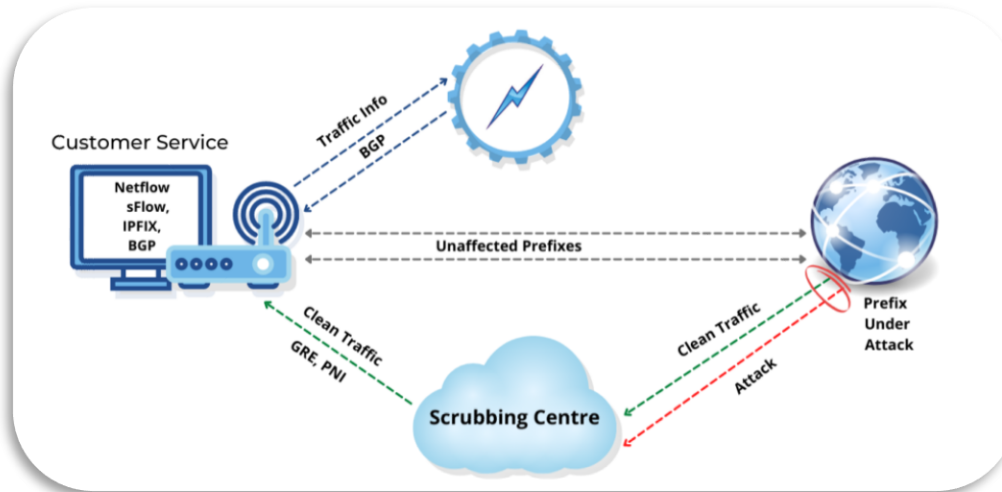 Traffic Info
BGP
Customer Service
Netflow
sFlow,
IPFIX,
BGP
Unaffected Prefixes
Prefix
Under
Attack
Clean Traffic
GRE, PNI
Clean Traffic
Attack
Scrubbing Centre